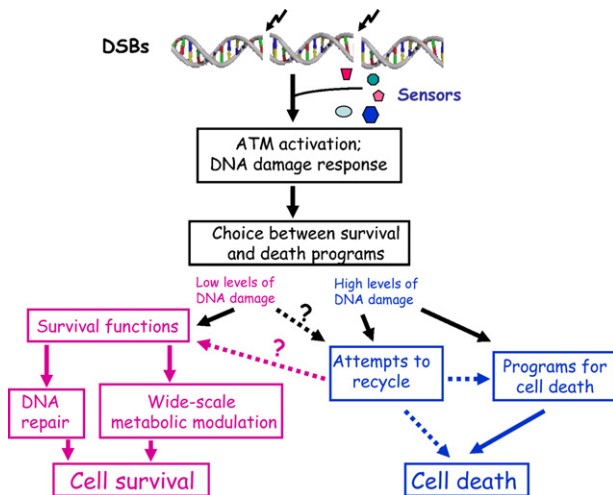 DSBs
Sensors
ATM activation;
DNA damage response
Choice between survival
and death programs
Low levels of
DNA damage
High levels of
DNA damage
?
Survival functions
?
Attempts to
recycle
Programs for
cell death
DNA
repair
Wide-scale
metabolic modulation
Cell survival
Cell death